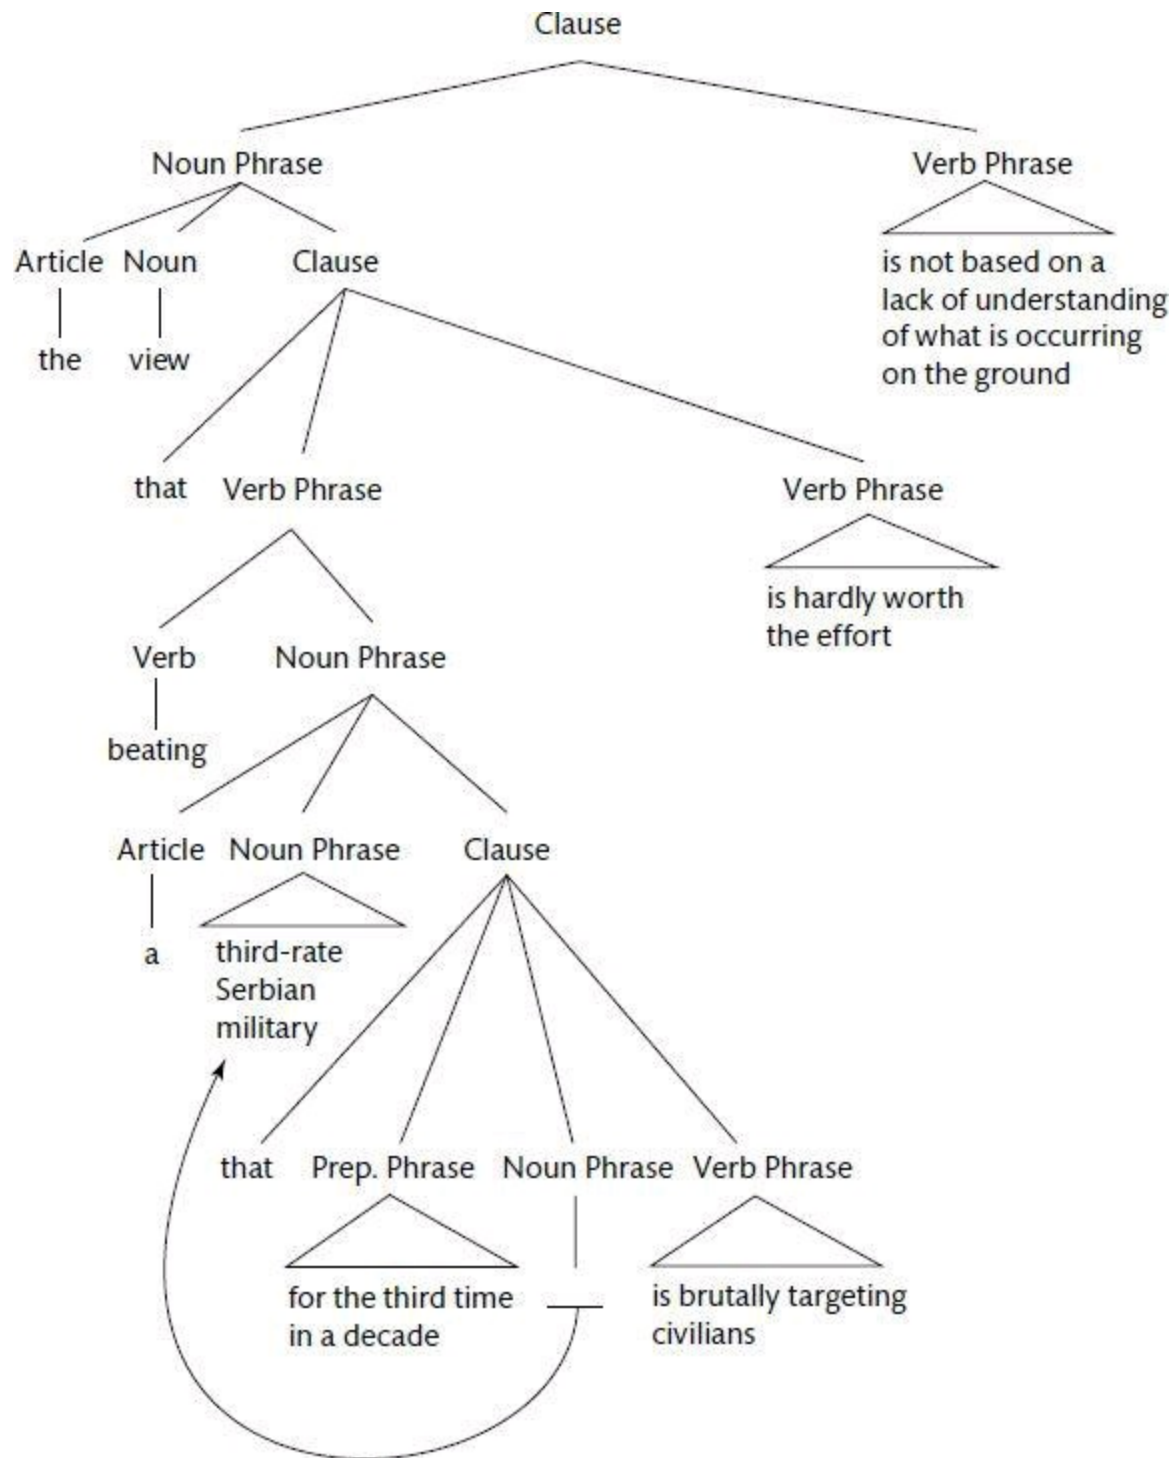 Clause
Noun Phrase
Verb Phrase
Article
Noun
Clause
is not based on a
lack of understanding
of what is occurring
on the ground
the
view
that
Verb Phrase
Verb Phrase
is hardly worth
the effort
Verb
Noun Phrase
beating
Article
Noun Phrase
Clause
a
third-rate
Serbian
military
that
Prep. Phrase
Noun Phrase
Verb Phrase
for the third time
in a decade
is brutally targeting
civilians